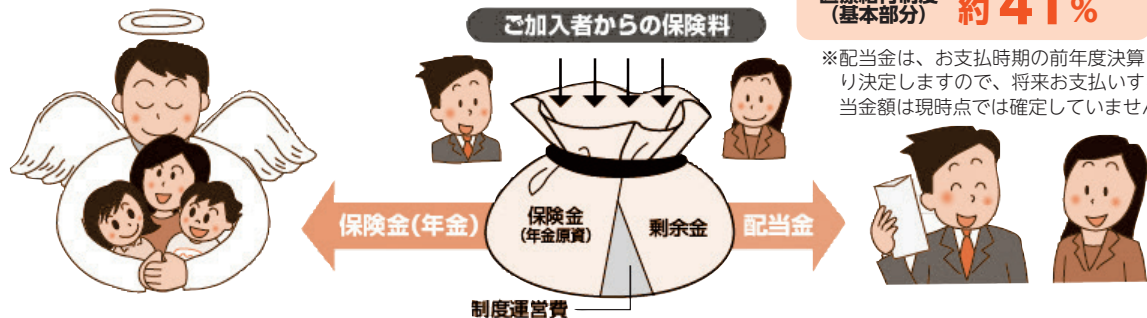 （基本部分）
約41%
※配当金は、お支払時期の前年度決算
り決定しますので、将来お支払いす
当金額は現時点では確定していません
ご加入者からの保険料
保険金(年金)
保険金
(年金原資)
剰余金
配当金
制度運営費